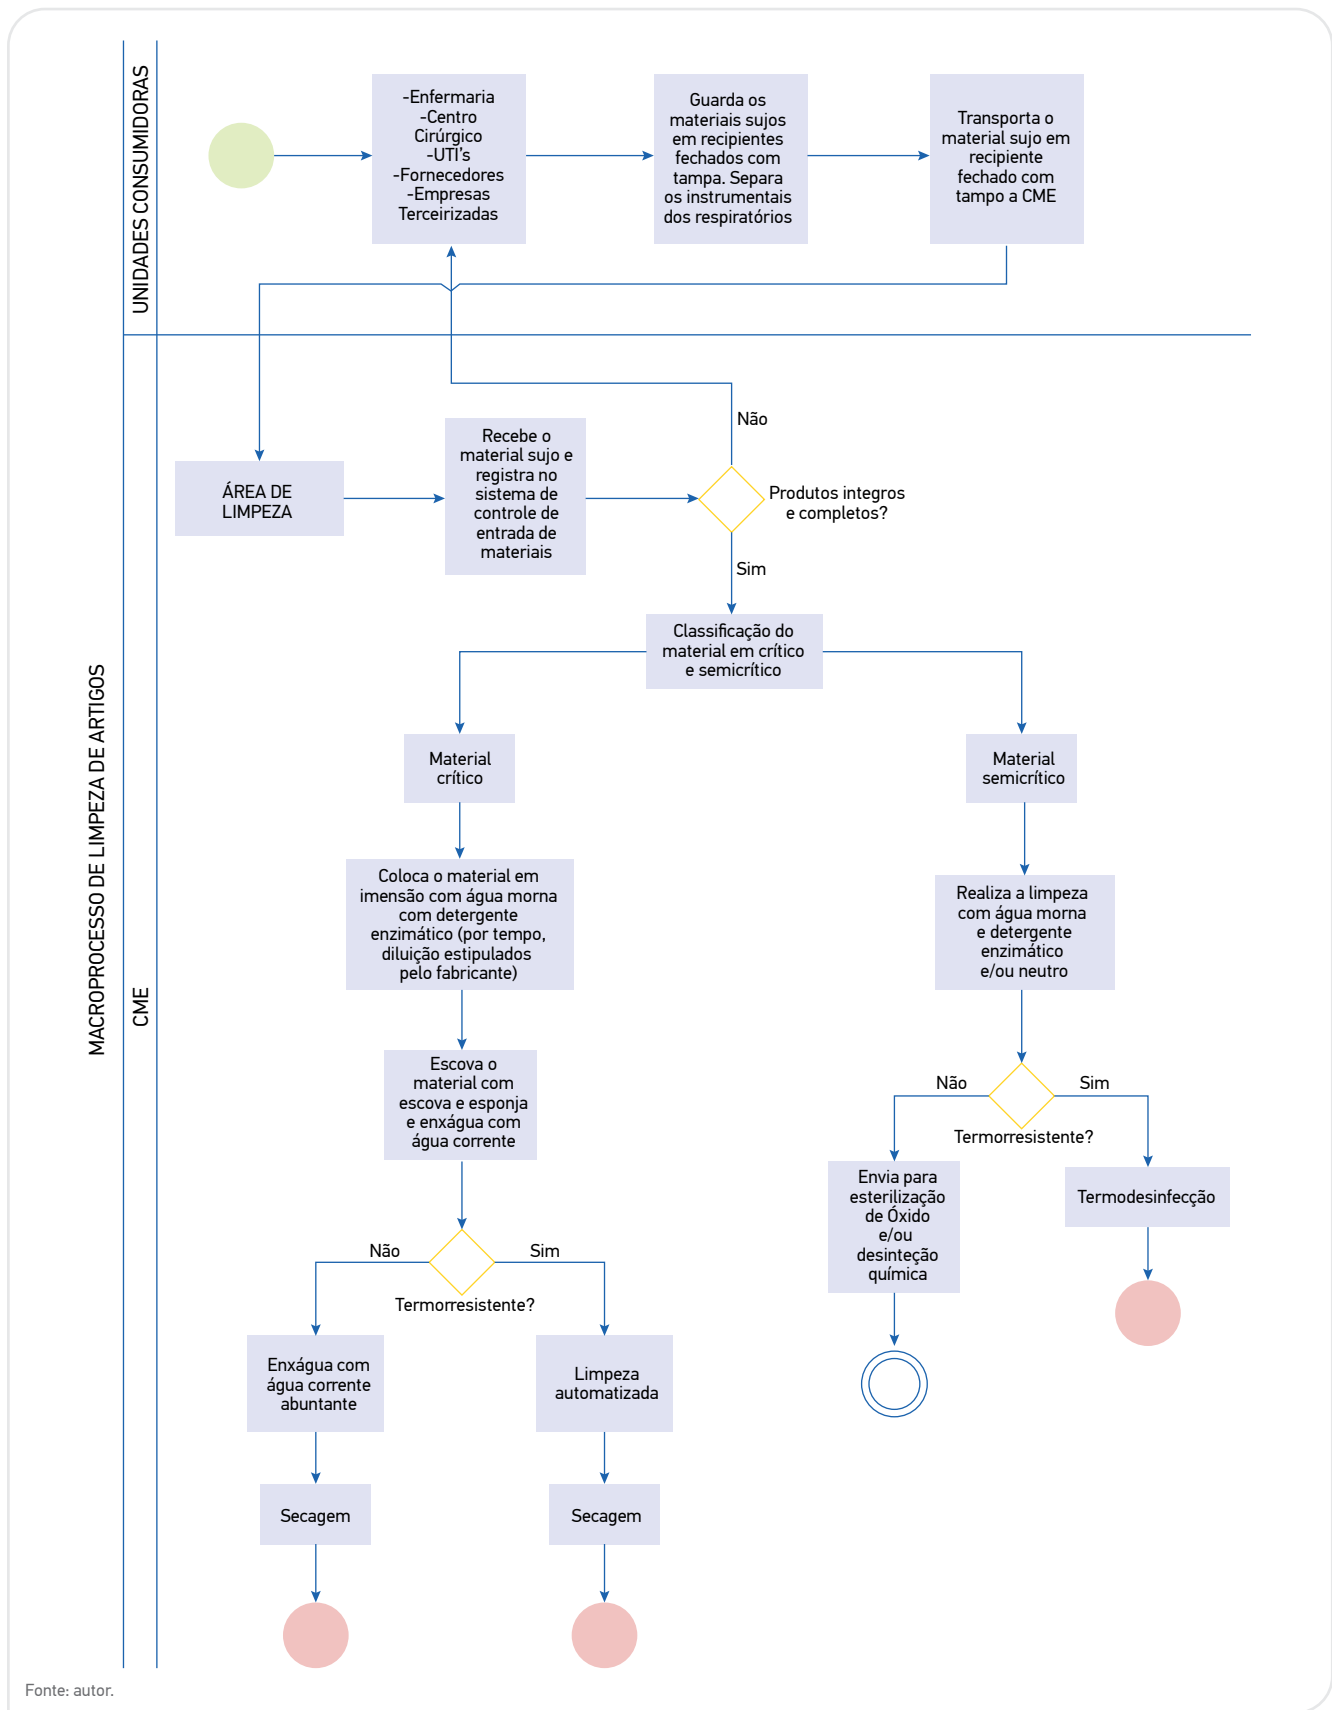 MACROPROCESSO DE LIMPEZA DE ARTIGOS
UNIDADES CONSUMIDORAS
-Enfermaria
-Centro
Cirúrgico
-UTI's
-Fornecedores
-Empresas
Terceirizadas
Guarda os
materiais sujos
em recipientes
fechados com
tampa. Separa
os instrumentais
dos respiratórios
Transporta o
material sujo em
recipiente
fechado com
tampo a CME
CME
ÁREA DE
LIMPEZA
Recebe o
material sujo e
registra no
sistema de
controle de
entrada de
materiais
Não
Produtos integros
e completos?
Sim
Classificação do
material em crítico
e semicrítico
Material
crítico
Coloca o material em
imensão com água morna
com detergente
enzimático (por tempo,
diluição estipulados
pelo fabricante)
Escova o
material com
escova e esponja
e enxágua com
água corrente
Não
Sim
Termorresistente?
Enxágua com
água corrente
abuntante
Secagem
Limpeza
automatizada
Secagem
Material
semicrítico
Realiza a limpeza
com água morna
e detergente
enzimático
e/ou neutro
Não
Sim
Termorresistente?
Envia para
esterilização
de Óxido
e/ou
desinteção
química
Termodesinfecção
Fonte: autor.